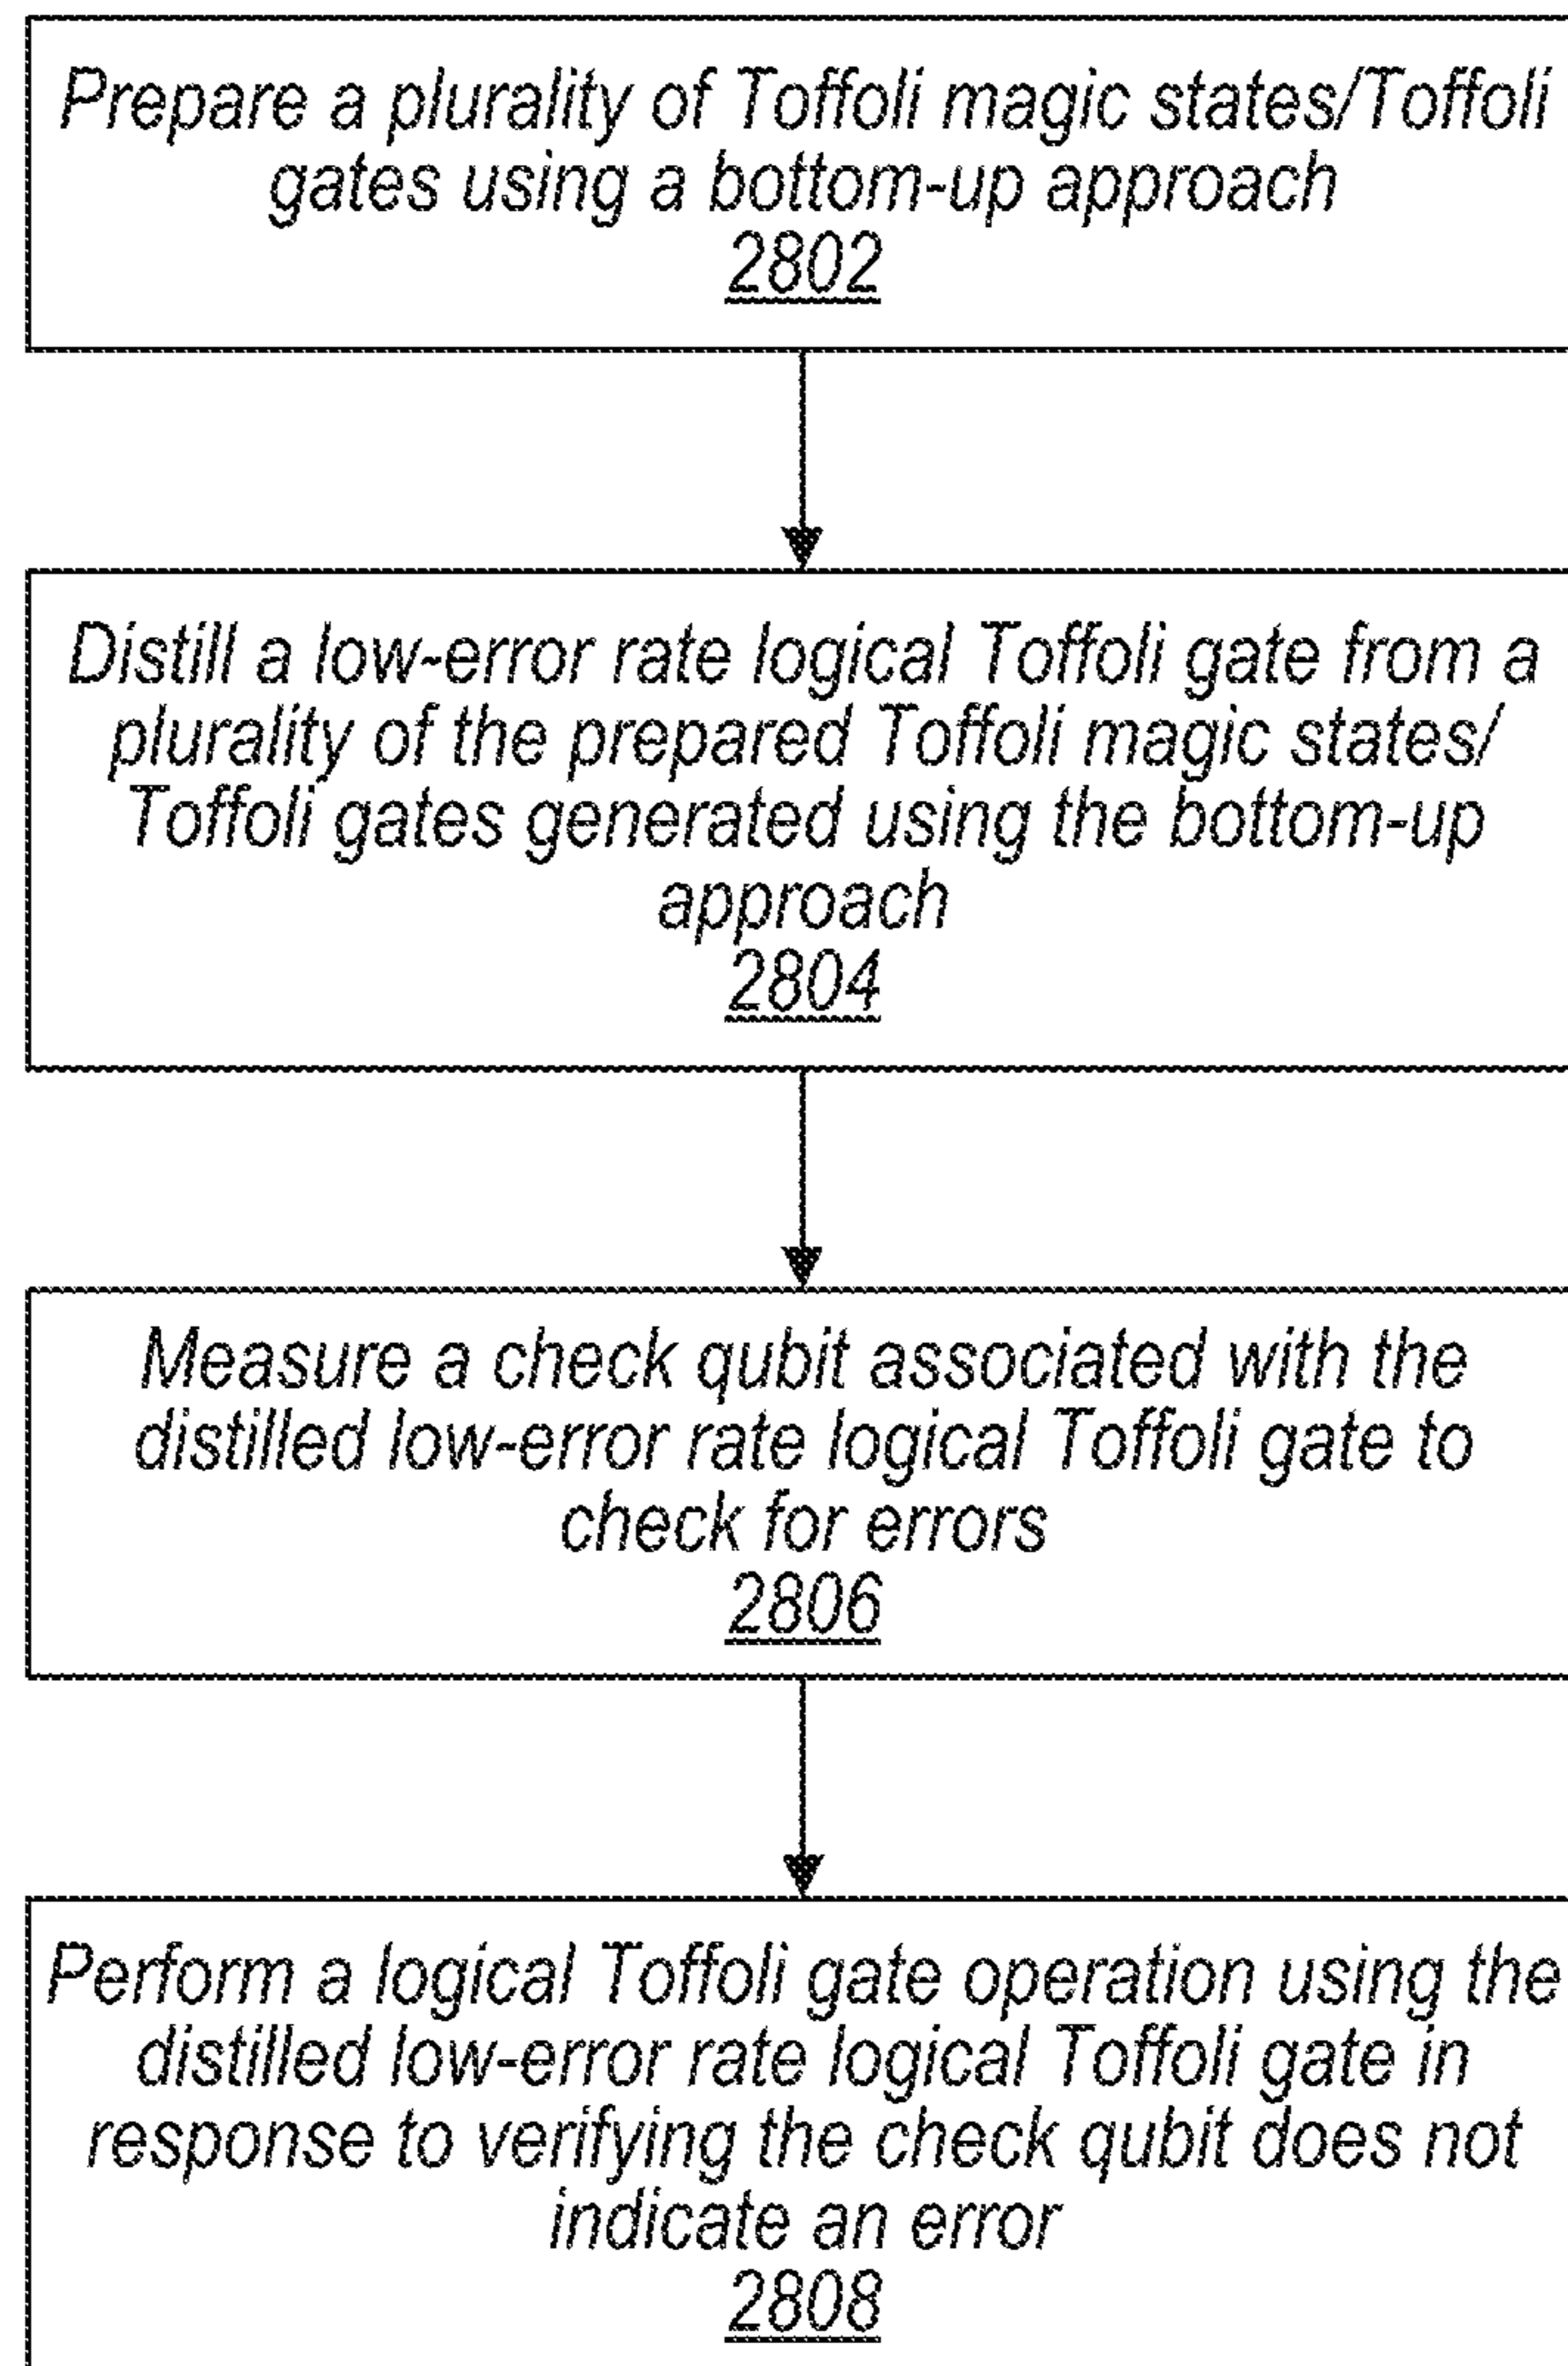 Prepare a plurality of Toffoli magic states/Toffoli
gates using a bottom-up approach
2802
Distill a low-error rate logical Toffoli gate from a
plurality of the prepared Toffoli magic states/
Toffoli gates generated using the bottom-up
approach
2804
Measure a check qubit associated with the
distilled low-error rate logical Toffoli gate to
check for errors
2806
Perform a logical Toffoli gate operation using the
distilled low-error rate logical Toffoli gate in
response to verifying the check qubit does not
indicate an error
2808